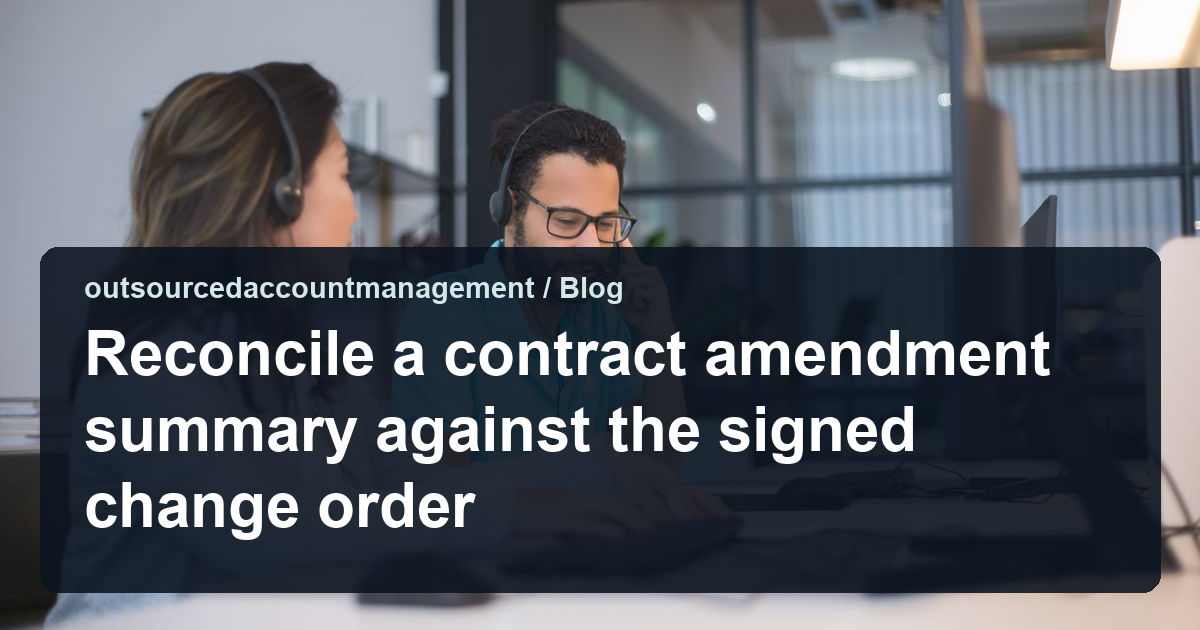 outsourcedaccountmanagement / Blog
Reconcile a contract amendment
summary against the signed
change order